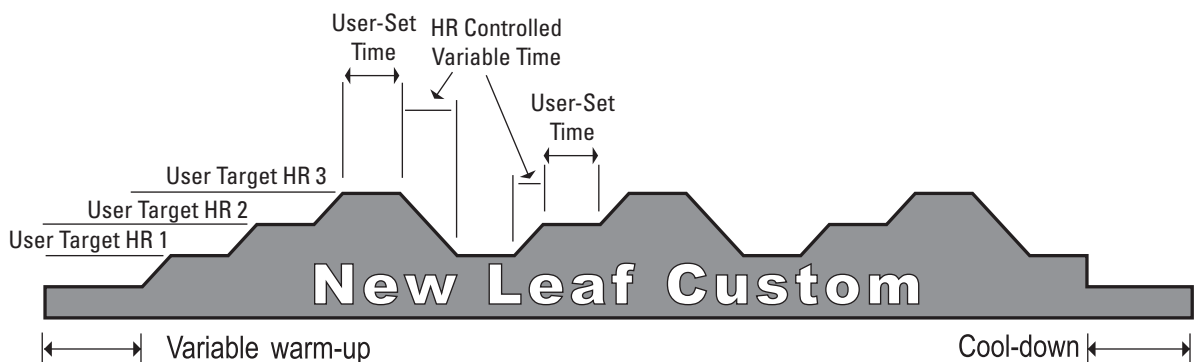 User-Set
Time
HR Controlled
Variable Time
User-Set
Time
User Target HR 3
User Target HR 2
User Target HR 1
New Leaf Custom
Variable warm-up
Cool-down